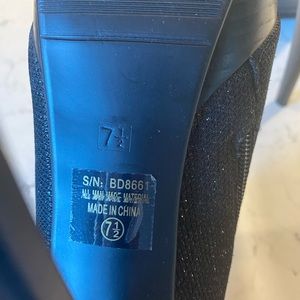 7½
S/N: BD8661
ALL MAN MADE MATERIAL
MADE IN CHINA
7½